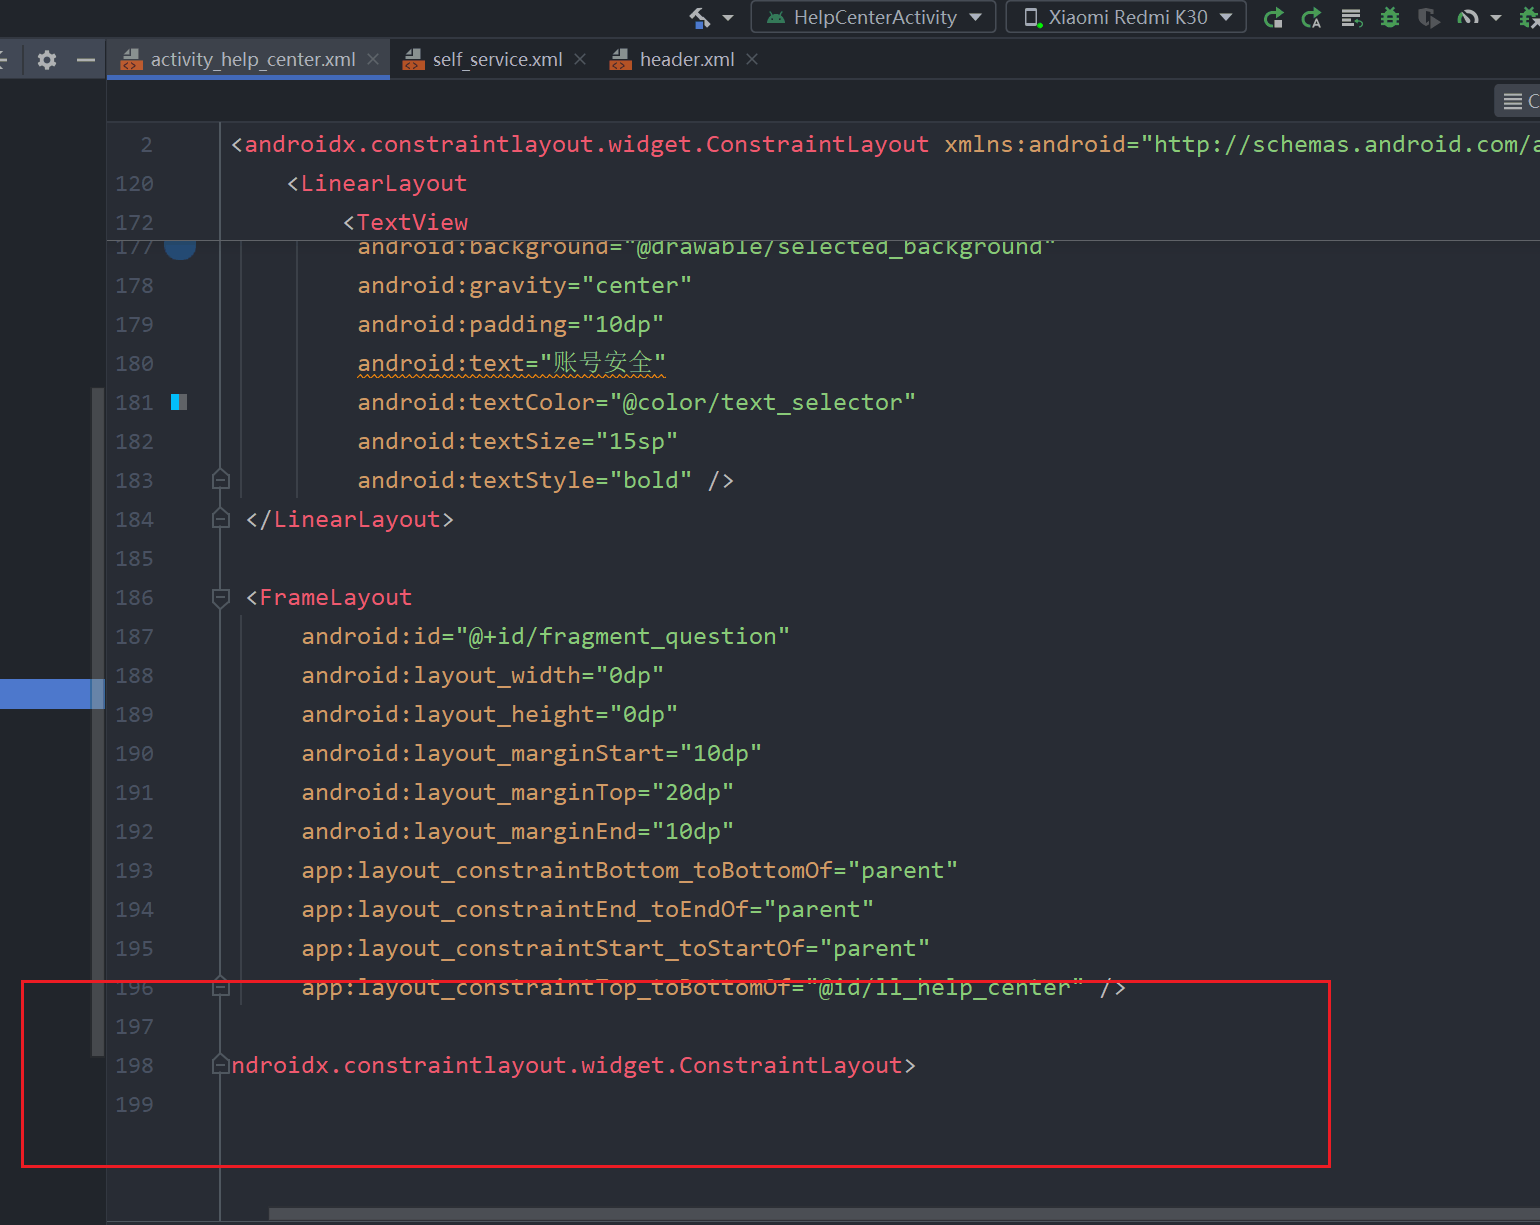 HelpCenterActivity Xiaomi Redmi K30
activity_help_center.xml self_service.xml header.xml
C
2 <androidx.constraintlayout.widget.ConstraintLayout xmlns:android="http://schemas.android.com/a
120 <LinearLayout
172 <TextView
177 android:background="@drawable/selected_background"
178 android:gravity="center"
179 android:padding="10dp"
180 android:text="账号安全"
181 android:textColor="@color/text_selector"
182 android:textSize="15sp"
183 android:textStyle="bold" />
184 </LinearLayout>
185
186 <FrameLayout
187 android:id="@+id/fragment_question"
188 android:layout_width="0dp"
189 android:layout_height="0dp"
190 android:layout_marginStart="10dp"
191 android:layout_marginTop="20dp"
192 android:layout_marginEnd="10dp"
193 app:layout_constraintBottom_toBottomOf="parent"
194 app:layout_constraintEnd_toEndOf="parent"
195 app:layout_constraintStart_toStartOf="parent"
196 app:layout_constraintTop_toBottomOf="@id/ll_help_center" />
197
198 ndroidx.constraintlayout.widget.ConstraintLayout>
199